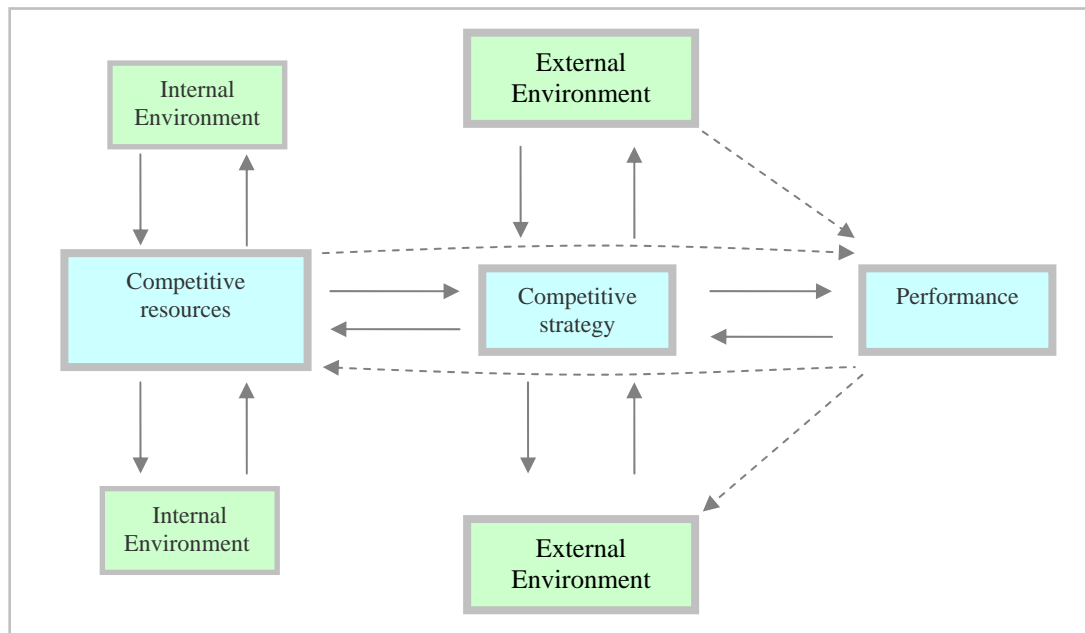 Internal
Environment
External
Environment
Competitive
resources
Competitive
strategy
Performance
Internal
Environment
External
Environment